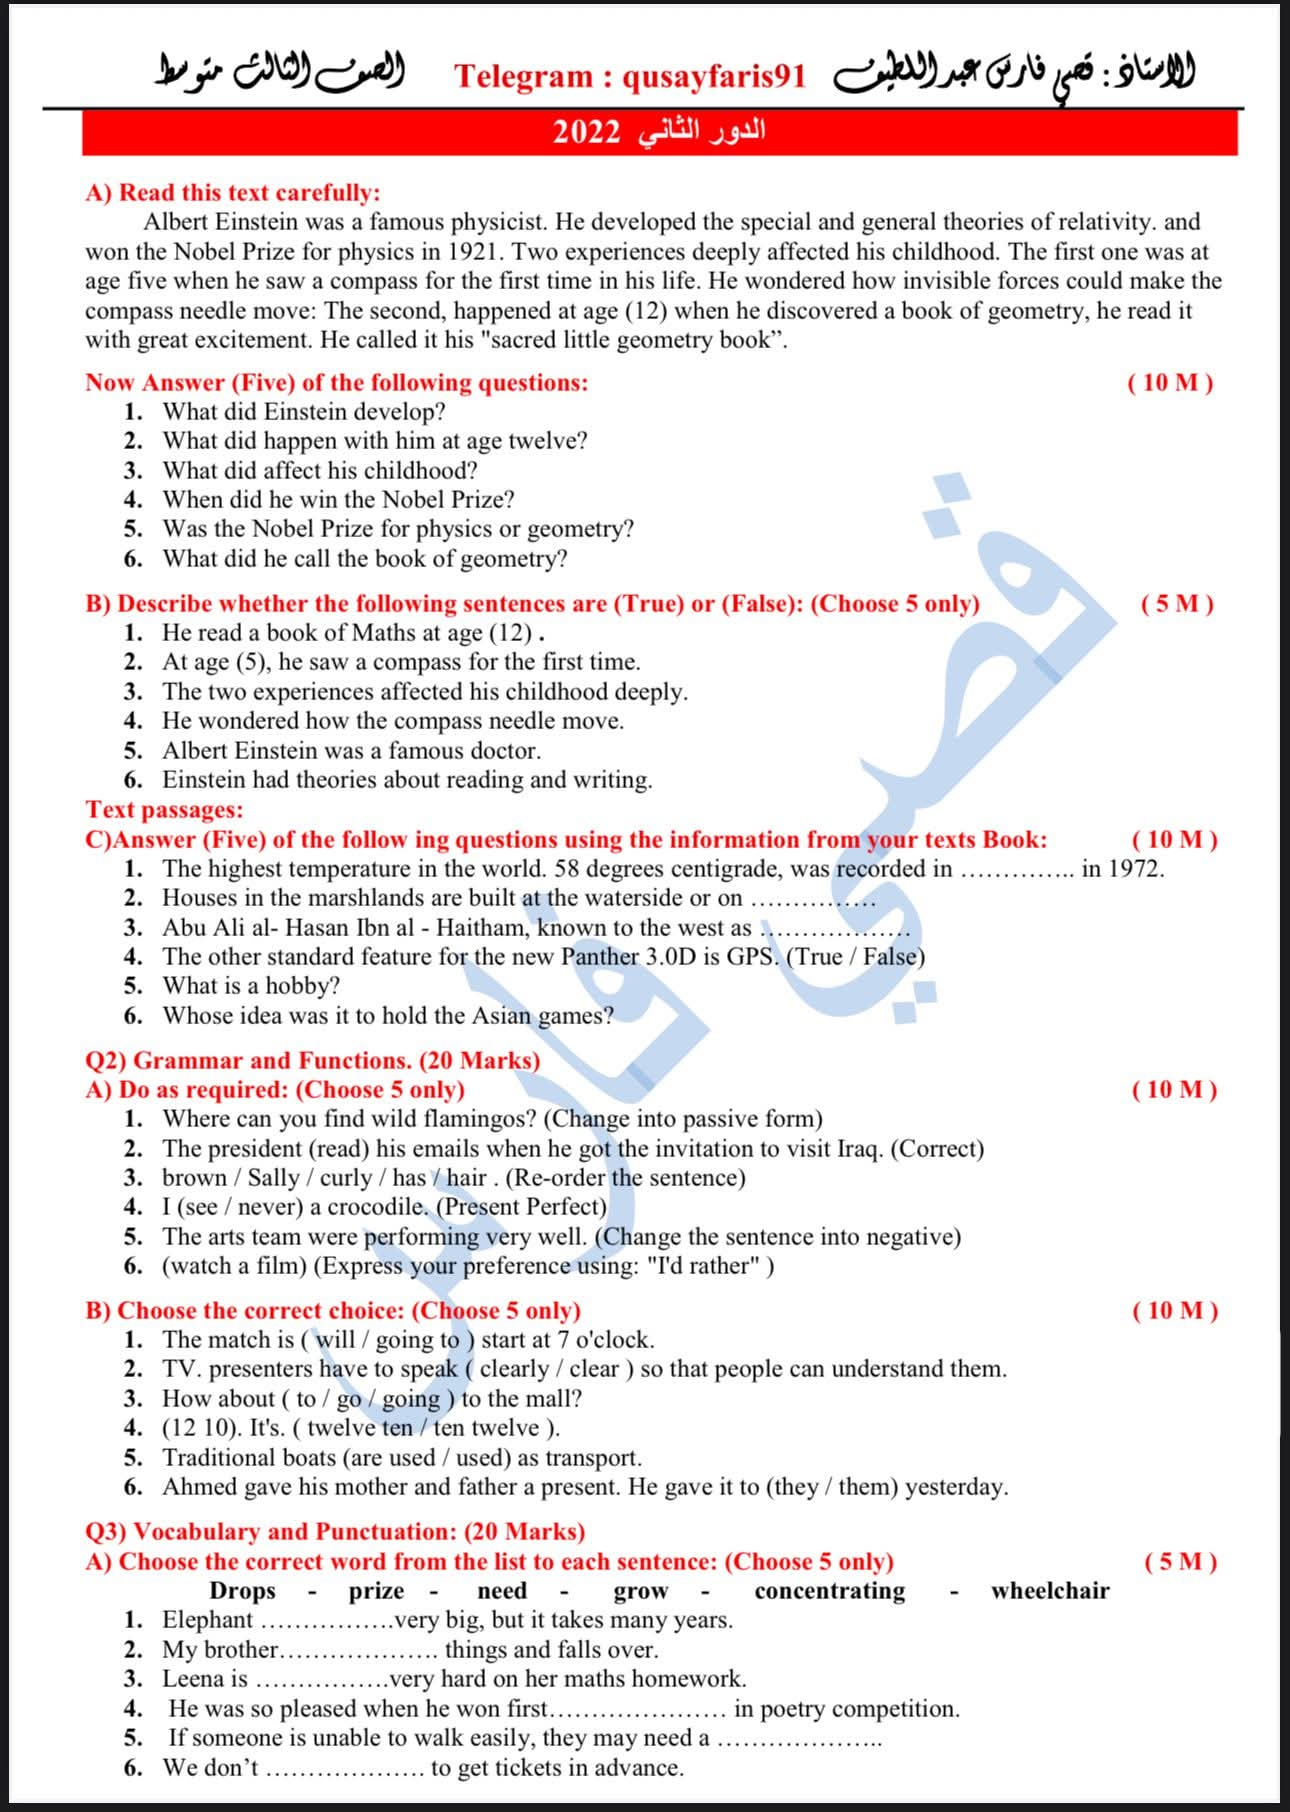 الاستاذ : قصي فارس عبد اللطيف Telegram : qusayfaris91 الصف الثالث متوسط
الدور الثاني 2022
A) Read this text carefully:
Albert Einstein was a famous physicist. He developed the special and general theories of relativity. and
won the Nobel Prize for physics in 1921. Two experiences deeply affected his childhood. The first one was at
age five when he saw a compass for the first time in his life. He wondered how invisible forces could make the
compass needle move: The second, happened at age (12) when he discovered a book of geometry, he read it
with great excitement. He called it his "sacred little geometry book”.
Now Answer (Five) of the following questions: ( 10 M )
1. What did Einstein develop?
2. What did happen with him at age twelve?
3. What did affect his childhood?
4. When did he win the Nobel Prize?
5. Was the Nobel Prize for physics or geometry?
6. What did he call the book of geometry?
B) Describe whether the following sentences are (True) or (False): (Choose 5 only) ( 5 M )
1. He read a book of Maths at age (12) .
2. At age (5), he saw a compass for the first time.
3. The two experiences affected his childhood deeply.
4. He wondered how the compass needle move.
5. Albert Einstein was a famous doctor.
6. Einstein had theories about reading and writing.
Text passages:
C)Answer (Five) of the follow ing questions using the information from your texts Book: ( 10 M )
1. The highest temperature in the world. 58 degrees centigrade, was recorded in ………….. in 1972.
2. Houses in the marshlands are built at the waterside or on ……………
3. Abu Ali al- Hasan Ibn al - Haitham, known to the west as ………………
4. The other standard feature for the new Panther 3.0D is GPS. (True / False)
5. What is a hobby?
6. Whose idea was it to hold the Asian games?
Q2) Grammar and Functions. (20 Marks)
A) Do as required: (Choose 5 only) ( 10 M )
1. Where can you find wild flamingos? (Change into passive form)
2. The president (read) his emails when he got the invitation to visit Iraq. (Correct)
3. brown / Sally / curly / has / hair . (Re-order the sentence)
4. I (see / never) a crocodile. (Present Perfect)
5. The arts team were performing very well. (Change the sentence into negative)
6. (watch a film) (Express your preference using: "I'd rather" )
B) Choose the correct choice: (Choose 5 only) ( 10 M )
1. The match is ( will / going to ) start at 7 o'clock.
2. TV. presenters have to speak ( clearly / clear ) so that people can understand them.
3. How about ( to / go / going ) to the mall?
4. (12 10). It's. ( twelve ten / ten twelve ).
5. Traditional boats (are used / used) as transport.
6. Ahmed gave his mother and father a present. He gave it to (they / them) yesterday.
Q3) Vocabulary and Punctuation: (20 Marks)
A) Choose the correct word from the list to each sentence: (Choose 5 only) ( 5 M )
Drops - prize - need - grow - concentrating - wheelchair
1. Elephant …………….very big, but it takes many years.
2. My brother………………. things and falls over.
3. Leena is …………….very hard on her maths homework.
4. He was so pleased when he won first………………… in poetry competition.
5. If someone is unable to walk easily, they may need a ………………..
6. We don’t ………………. to get tickets in advance.
قصي فارس